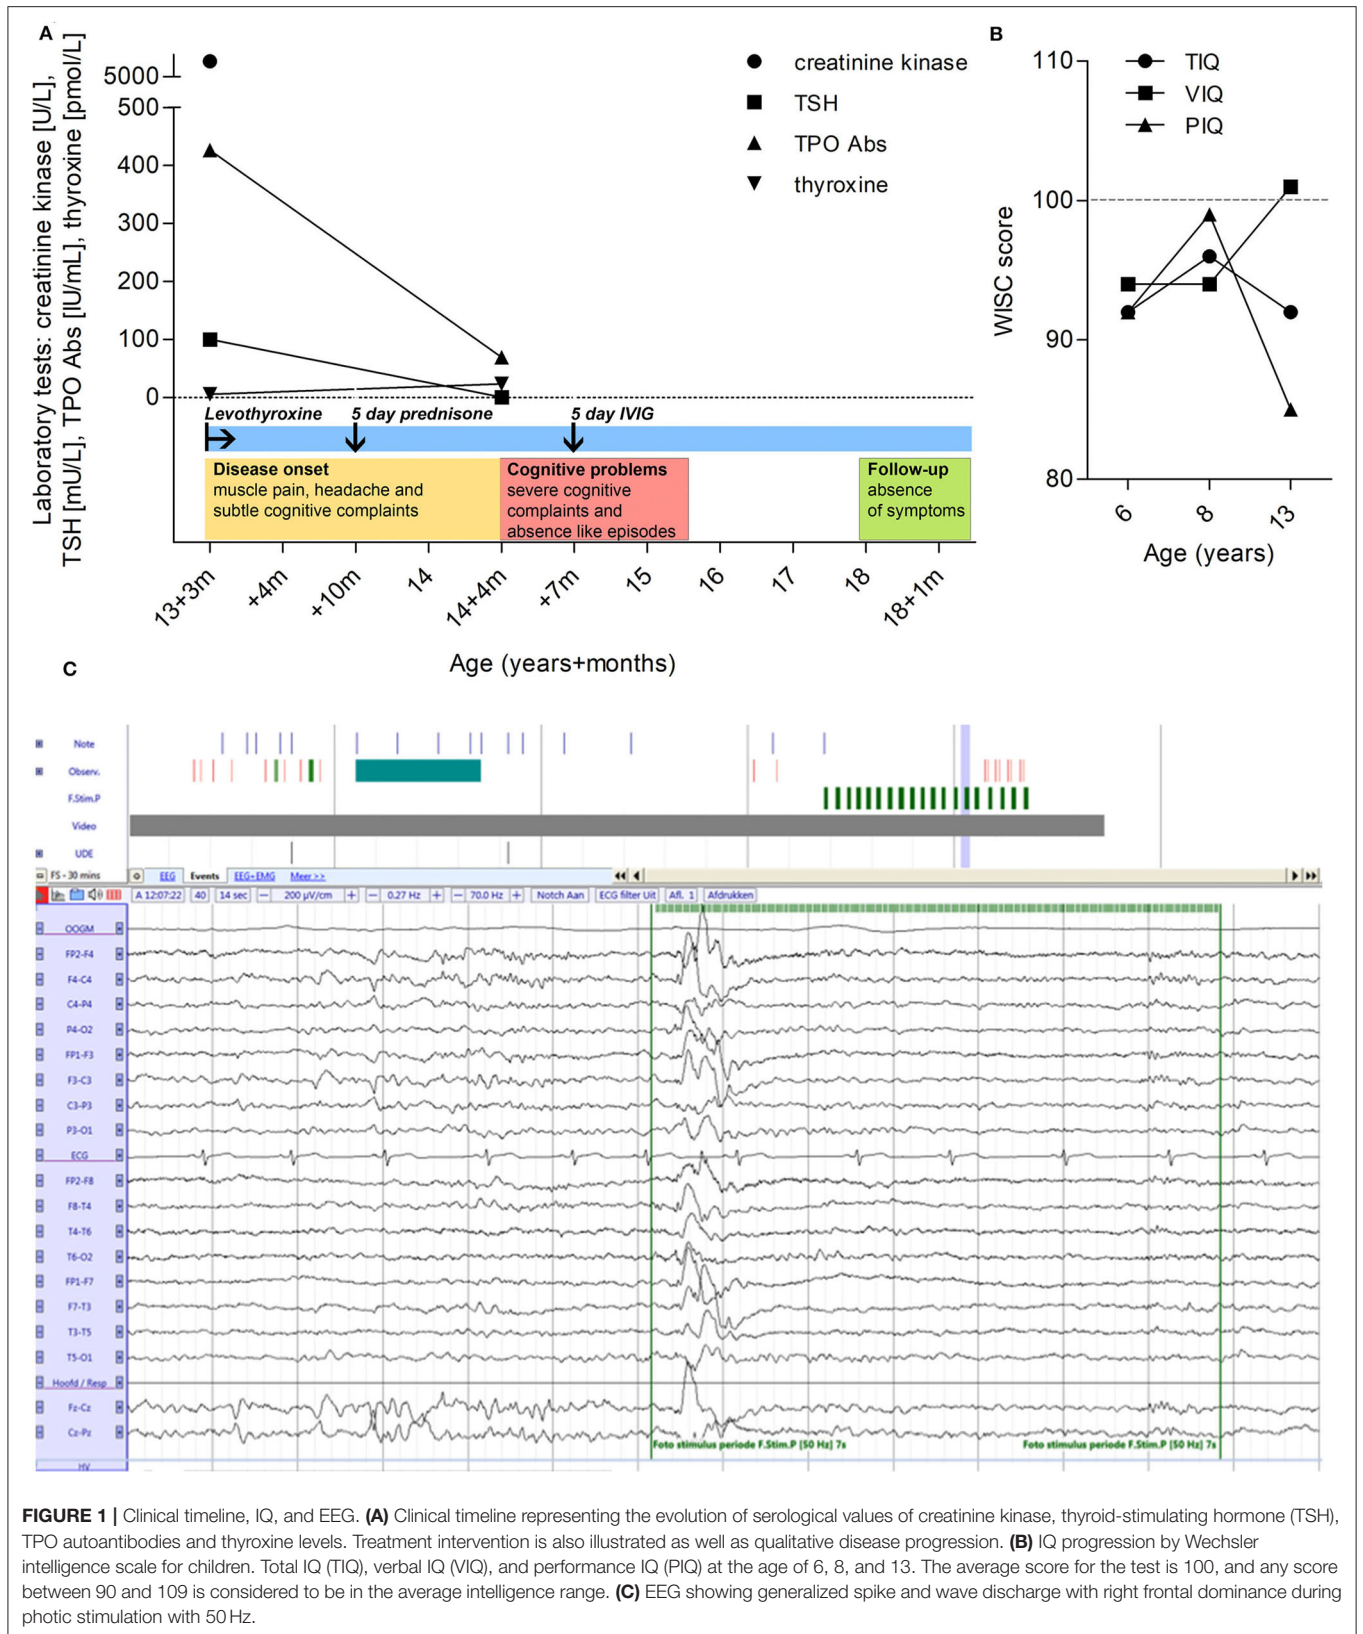 A
Laboratory tests: creatinine kinase [U/L],
TSH [mU/L], TPO Abs [IU/mL], thyroxine [pmol/L]
5000
500
400
300
200
100
0
creatinine kinase
TSH
TPO Abs
thyroxine
Levothyroxine 5 day prednisone 5 day IVIG
Disease onset
muscle pain, headache and
subtle cognitive complaints
Cognitive problems
severe cognitive
complaints and
absence like episodes
Follow-up
absence
of symptoms
13+3m +4m +10m 14 14+4m +7m 15 16 17 18 18+1m
Age (years+months)
B
WISC score
110
100
90
80
TIQ
VIQ
PIQ
6 8 13
Age (years)
C
Note
Observ.
F.Stim.P
Video
UDE
FS - 30 mins EEG Events EEG+EMG Meer >>
A 12:07:22 40 14 sec 200 µV/cm 0.27 Hz 70.0 Hz Notch Aan ECG filter Uit Afl. 1 Afdrukken
OOGM
FP2-F4
F4-C4
C4-P4
P4-O2
FP1-F3
F3-C3
C3-P3
P3-O1
ECG
FP2-F8
F8-T4
T4-T6
T6-O2
FP1-F7
F7-T3
T3-T5
T5-O1
Hoofd / Resp
Fz-Cz
Cz-Pz
Foto stimulus periode F.Stim.P [50 Hz] 7s Foto stimulus periode F.Stim.P [50 Hz] 7s
HV
FIGURE 1 | Clinical timeline, IQ, and EEG. (A) Clinical timeline representing the evolution of serological values of creatinine kinase, thyroid-stimulating hormone (TSH),
TPO autoantibodies and thyroxine levels. Treatment intervention is also illustrated as well as qualitative disease progression. (B) IQ progression by Wechsler
intelligence scale for children. Total IQ (TIQ), verbal IQ (VIQ), and performance IQ (PIQ) at the age of 6, 8, and 13. The average score for the test is 100, and any score
between 90 and 109 is considered to be in the average intelligence range. (C) EEG showing generalized spike and wave discharge with right frontal dominance during
photic stimulation with 50 Hz.